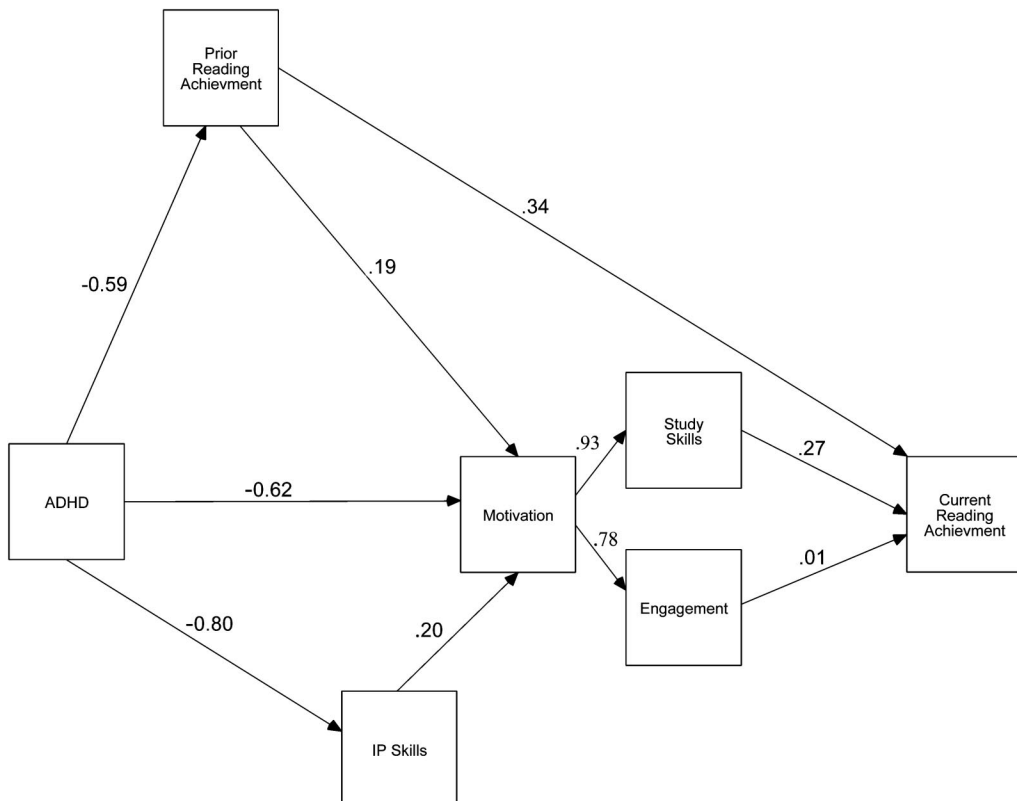 Prior
Reading
Achievment
.34
.19
-0.59
Study
Skills
.93
.27
ADHD
-0.62
Motivation
Current
Reading
Achievment
.78
.01
Engagement
-0.80
.20
IP Skills